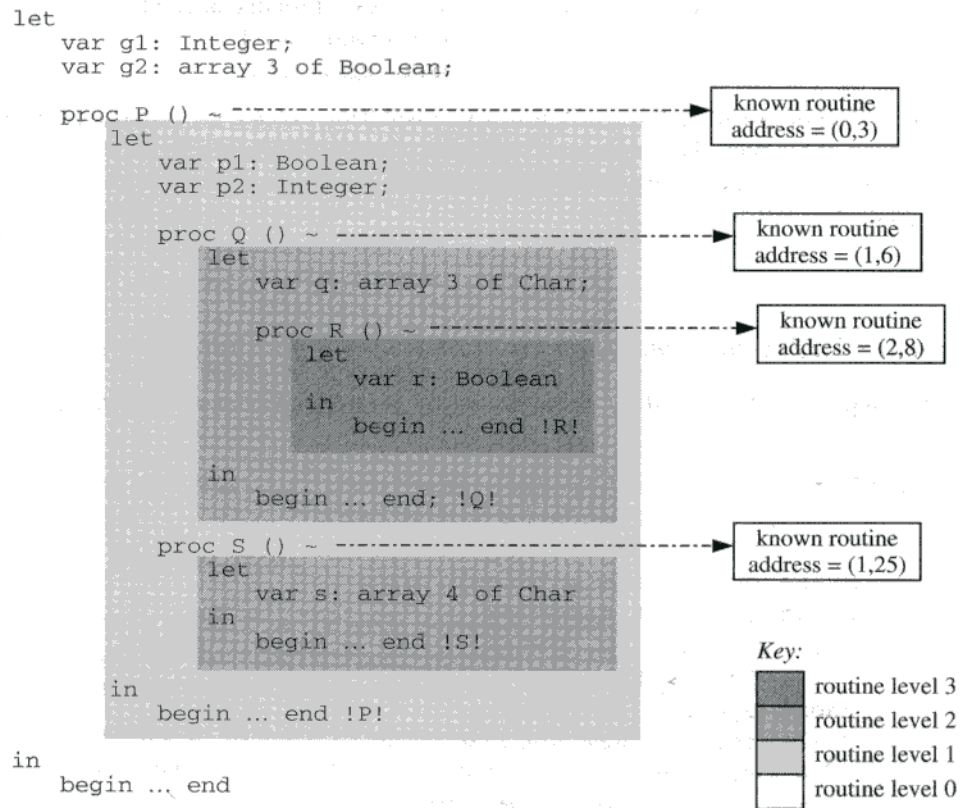 let
var g1: Integer;
var g2: array 3 of Boolean;
proc P () ~
known routine
address = (0,3)
let
var p1: Boolean;
var p2: Integer;
proc Q () ~
known routine
address = (1,6)
let
var q: array 3 of Char;
proc R () ~
known routine
address = (2,8)
let
var r: Boolean
in
begin ... end !R!
in
begin ... end; !Q!
proc S () ~
known routine
address = (1,25)
let
var s: array 4 of Char
in
begin ... end !S!
in
begin ... end !P!
in
begin ... end
Key:
routine level 3
routine level 2
routine level 1
routine level 0